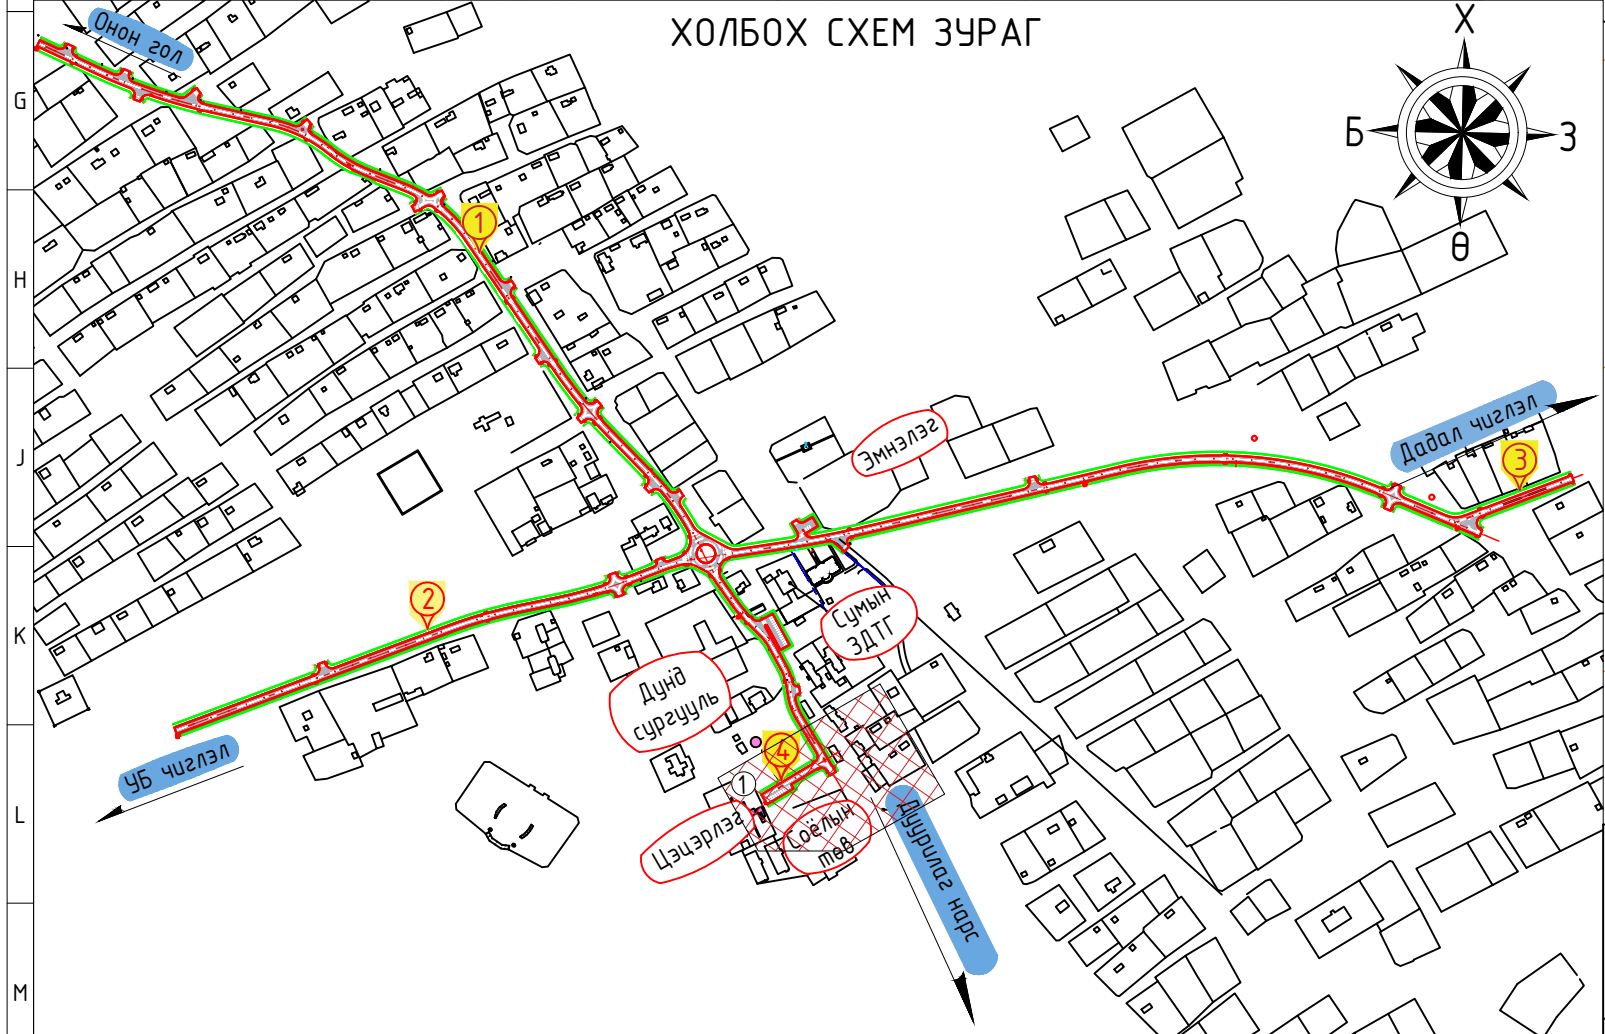 ХОЛБОХ СХЕМ ЗУРАГ
Онон гол
Х
Б
З
Ө
G
H
J
K
L
M
1
2
3
4
1
Эмнэлэг
Дадал чиглэл
Сумын
ЗДТГ
Дунд
сургууль
УБ чиглэл
Цэцэрлэг
Соёлын
төв
Дуурилаг нарс